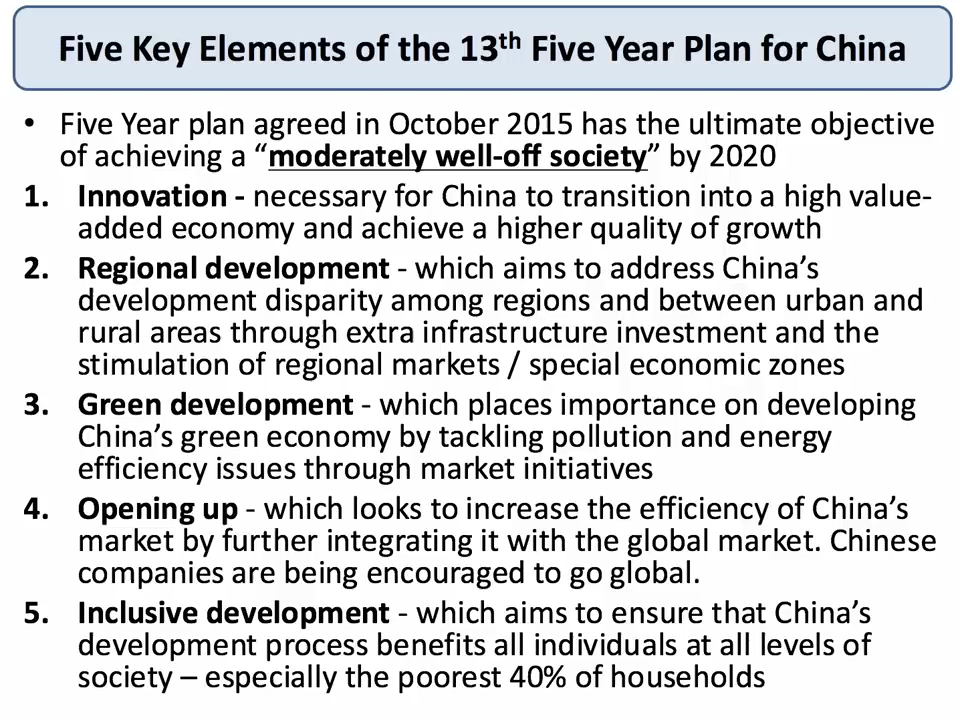 Five Key Elements of the 13th Five Year Plan for China
• Five Year plan agreed in October 2015 has the ultimate objective
of achieving a “moderately well-off society” by 2020
1. Innovation - necessary for China to transition into a high value-
added economy and achieve a higher quality of growth
2. Regional development - which aims to address China’s
development disparity among regions and between urban and
rural areas through extra infrastructure investment and the
stimulation of regional markets / special economic zones
3. Green development - which places importance on developing
China’s green economy by tackling pollution and energy
efficiency issues through market initiatives
4. Opening up - which looks to increase the efficiency of China’s
market by further integrating it with the global market. Chinese
companies are being encouraged to go global.
5. Inclusive development - which aims to ensure that China’s
development process benefits all individuals at all levels of
society – especially the poorest 40% of households